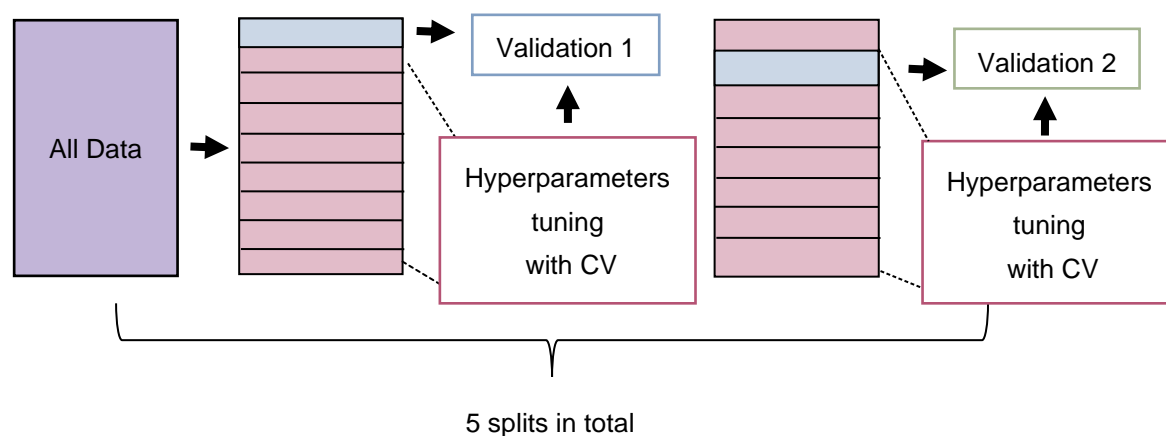 All Data
Validation 1
Hyperparameters
tuning
with CV
Validation 2
Hyperparameters
tuning
with CV
5 splits in total